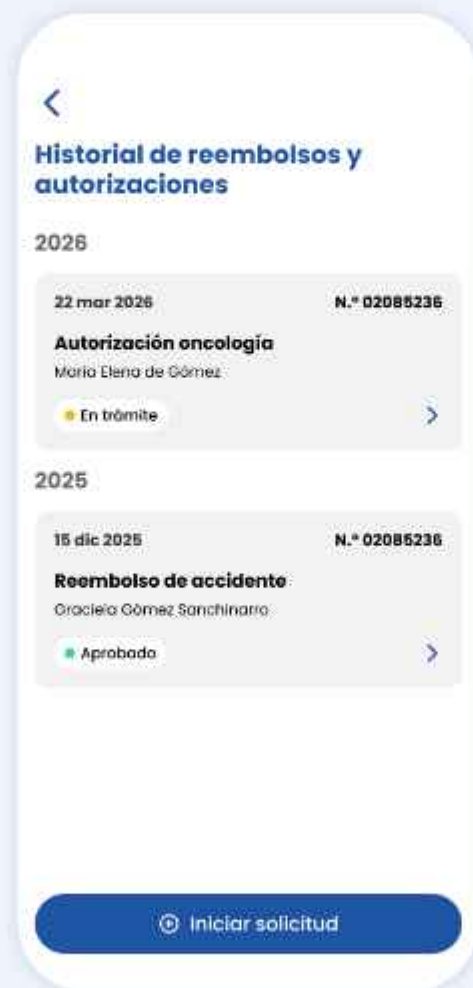 Historial de reembolsos y
autorizaciones
2026
22 mar 2026 N.º 02085236
Autorización oncología
María Elena de Gómez
En trámite
2025
15 dic 2025 N.º 02085236
Reembolso de accidente
Graciela Gómez Sanchinarro
Aprobado
Iniciar solicitud